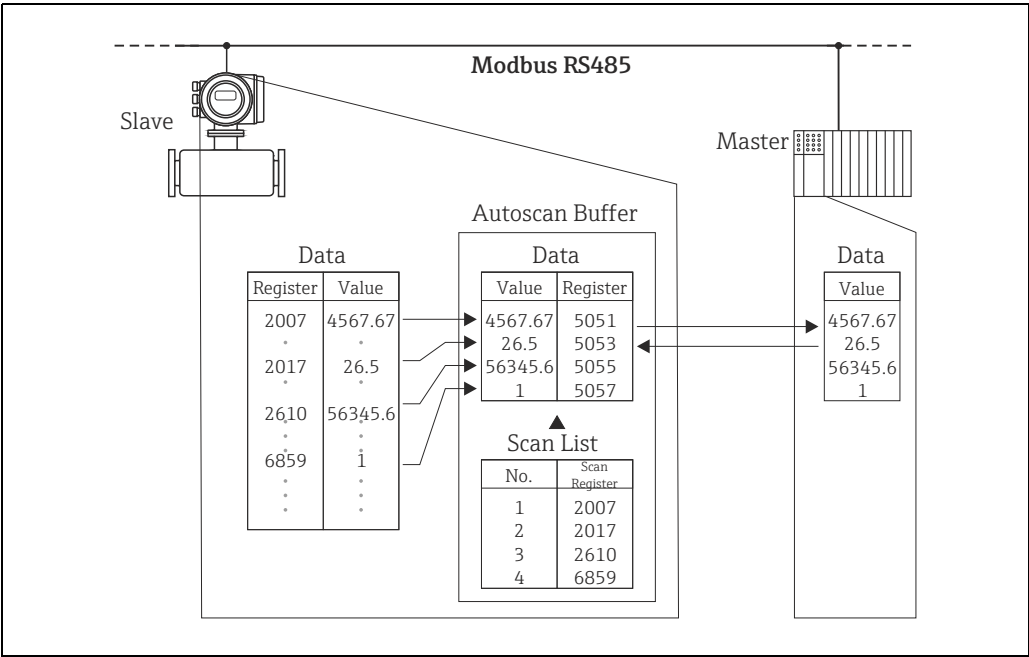 Modbus RS485
Slave
Master
Autoscan Buffer
Data
Register Value
2007 4567.67
2017 26.5
2610 56345.6
6859 1
Data
Value Register
4567.67 5051
26.5 5053
56345.6 5055
1 5057
Scan List
No. Scan Register
1 2007
2 2017
3 2610
4 6859
Data
Value
4567.67
26.5
56345.6
1